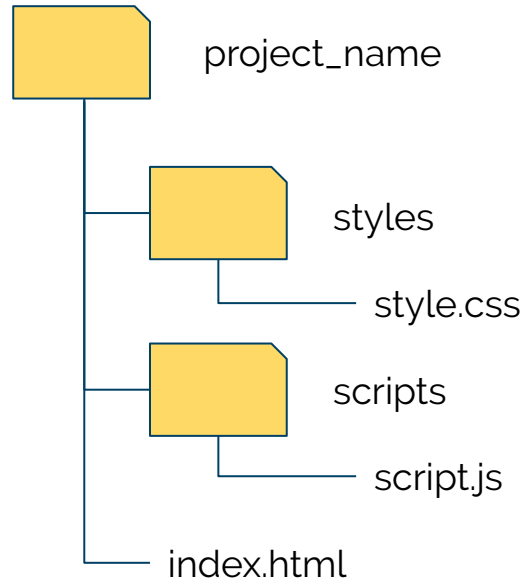 project_name
styles
style.css
scripts
script.js
index.html